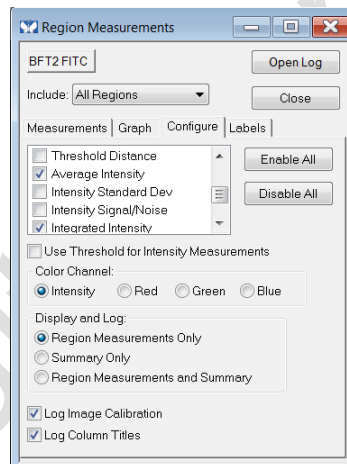 Region Measurements
BFT2 FITC
Open Log
Include: All Regions
Close
Measurements Graph Configure Labels
Threshold Distance
Average Intensity
Enable All
Intensity Standard Dev
Disable All
Intensity Signal/Noise
Integrated Intensity
Use Threshold for Intensity Measurements
Color Channel:
Intensity Red Green Blue
Display and Log:
Region Measurements Only
Summary Only
Region Measurements and Summary
Log Image Calibration
Log Column Titles